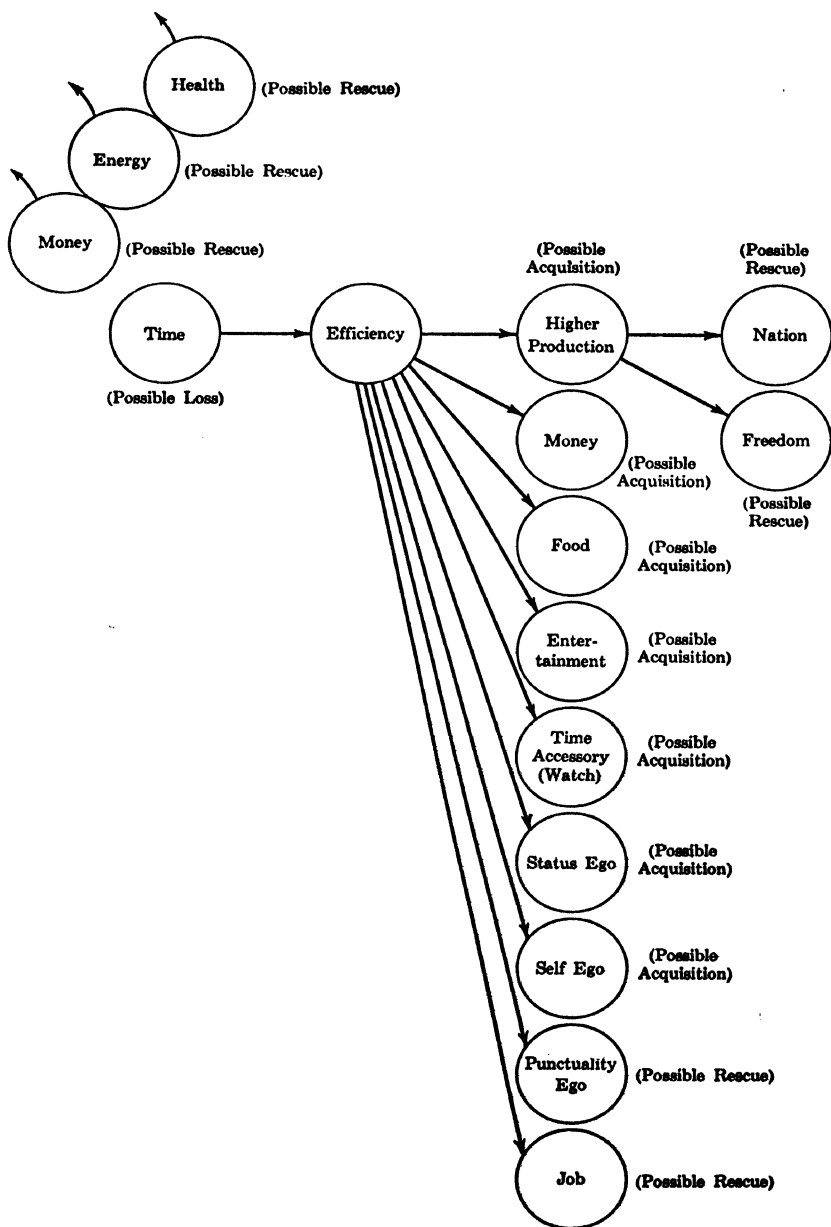 Health
(Possible Rescue)
Energy
(Possible Rescue)
Money
(Possible Rescue)
(Possible
Acquisition)
(Possible
Rescue)
Time
Efficiency
Higher
Production
Nation
(Possible Loss)
Money
(Possible
Acquisition)
Freedom
(Possible
Rescue)
Food
(Possible
Acquisition)
Enter-
tainment
(Possible
Acquisition)
Time
Accessory
(Watch)
(Possible
Acquisition)
Status Ego
(Possible
Acquisition)
Self Ego
(Possible
Acquisition)
Punctuality
Ego
(Possible Rescue)
Job
(Possible Rescue)